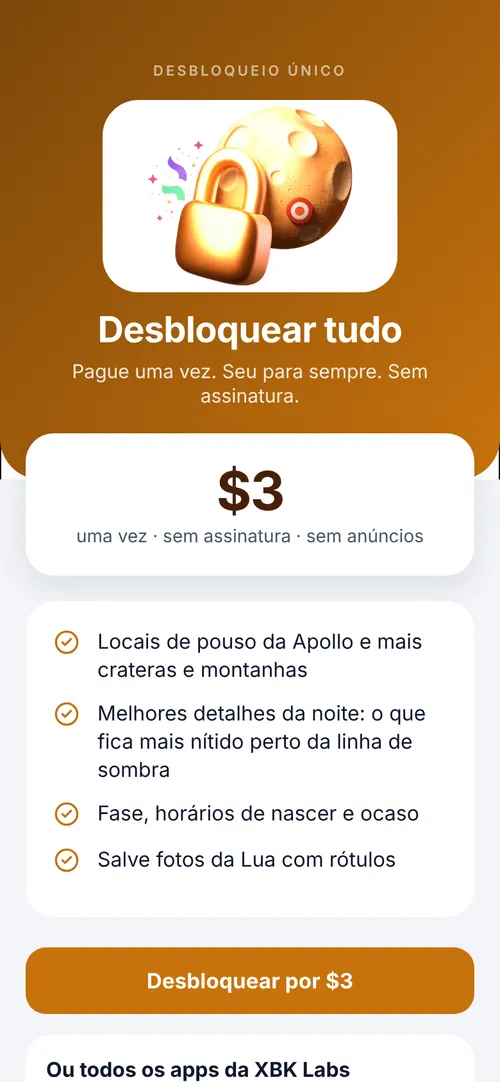 DESBLOQUEIO ÚNICO
Desbloquear tudo
Pague uma vez. Seu para sempre. Sem
assinatura.
$3
uma vez · sem assinatura · sem anúncios
Locais de pouso da Apollo e mais
crateras e montanhas
Melhores detalhes da noite: o que
fica mais nítido perto da linha de
sombra
Fase, horários de nascer e ocaso
Salve fotos da Lua com rótulos
Desbloquear por $3
Ou todos os apps da XBK Labs